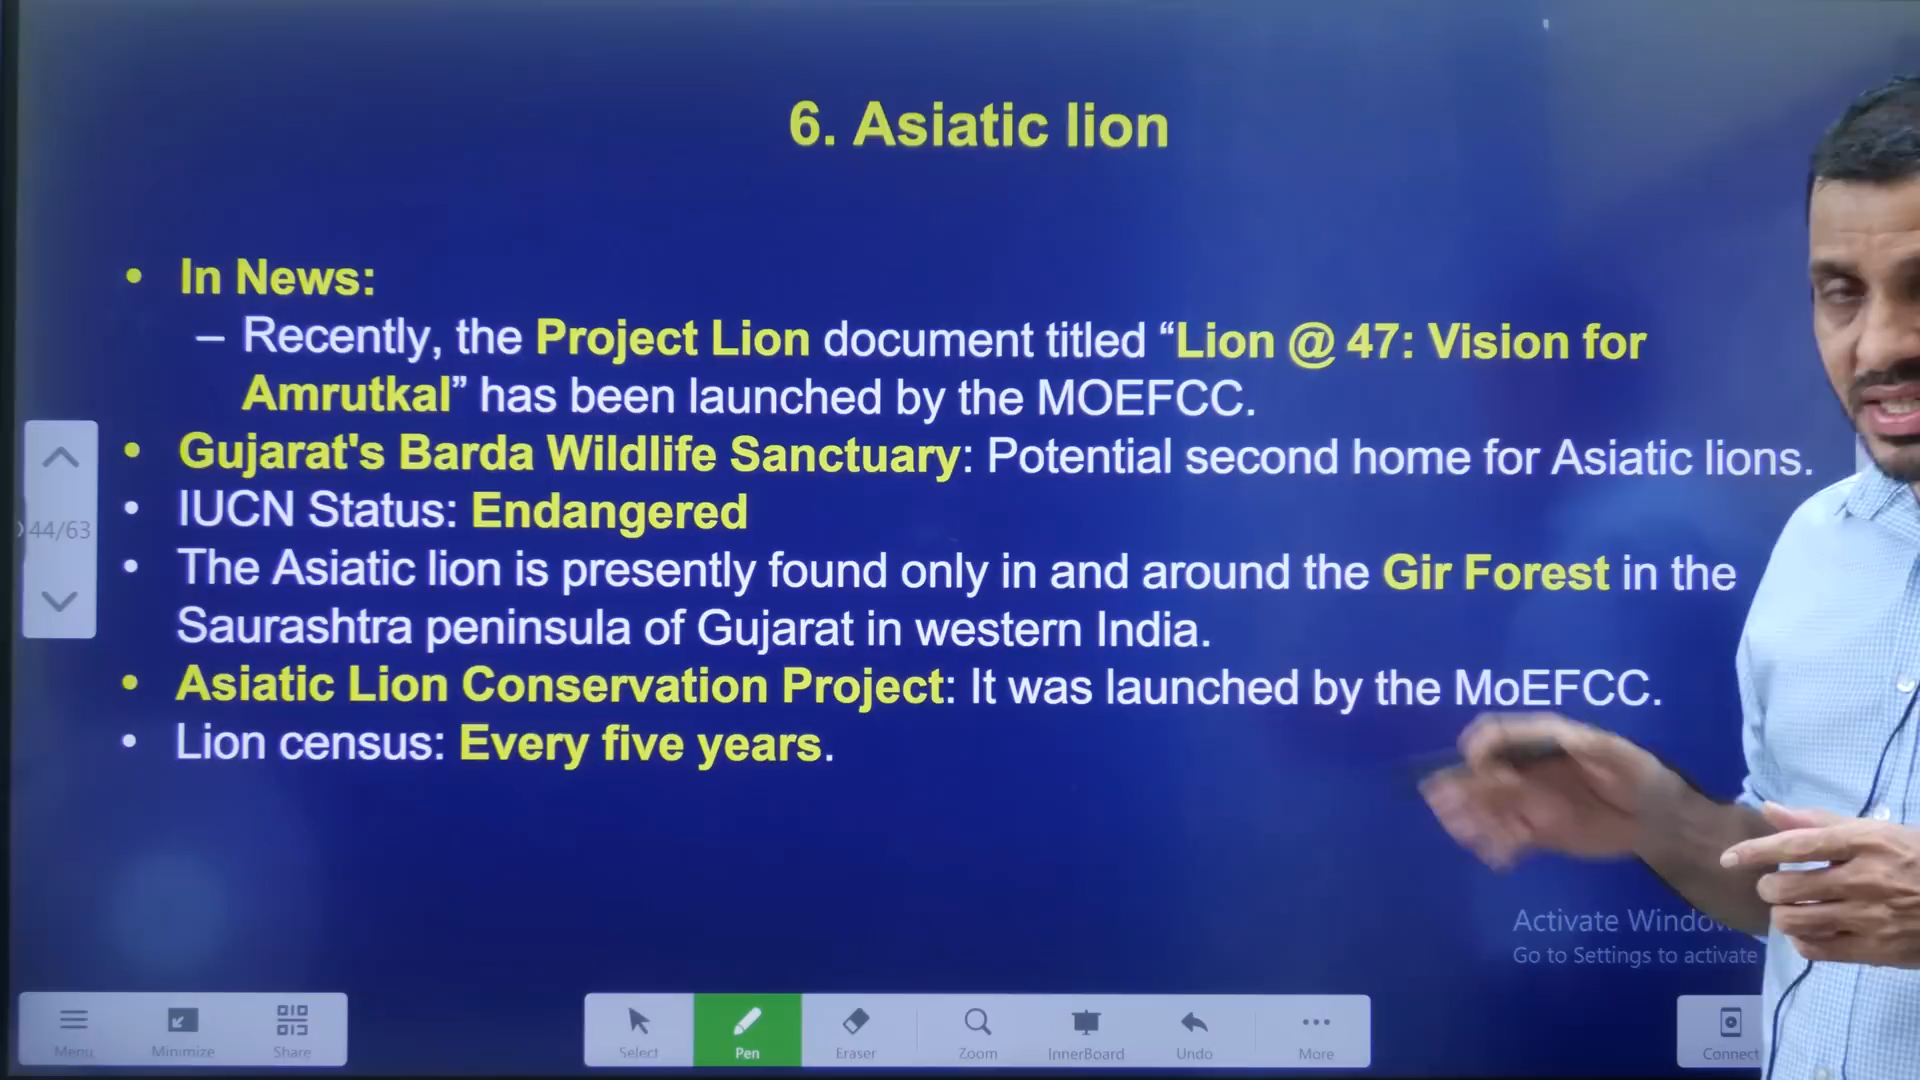 6. Asiatic lion
• In News:
– Recently, the Project Lion document titled “Lion @ 47: Vision for
Amrutkal” has been launched by the MOEFCC.
• Gujarat's Barda Wildlife Sanctuary: Potential second home for Asiatic lions.
• IUCN Status: Endangered
44/63
• The Asiatic lion is presently found only in and around the Gir Forest in the
Saurashtra peninsula of Gujarat in western India.
• Asiatic Lion Conservation Project: It was launched by the MoEFCC.
• Lion census: Every five years.
Activate Window
Go to Settings to activate
Menu Minimize Share Select Pen Eraser Zoom InnerBoard Undo More Connect